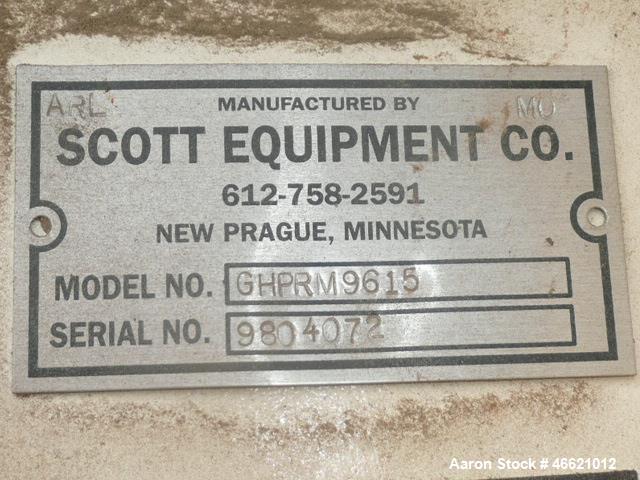 ARL MANUFACTURED BY MO
SCOTT EQUIPMENT CO.
612-758-2591
NEW PRAGUE, MINNESOTA
MODEL NO. GHPRM9615
SERIAL NO. 9804072
Aaron Stock # 46621012